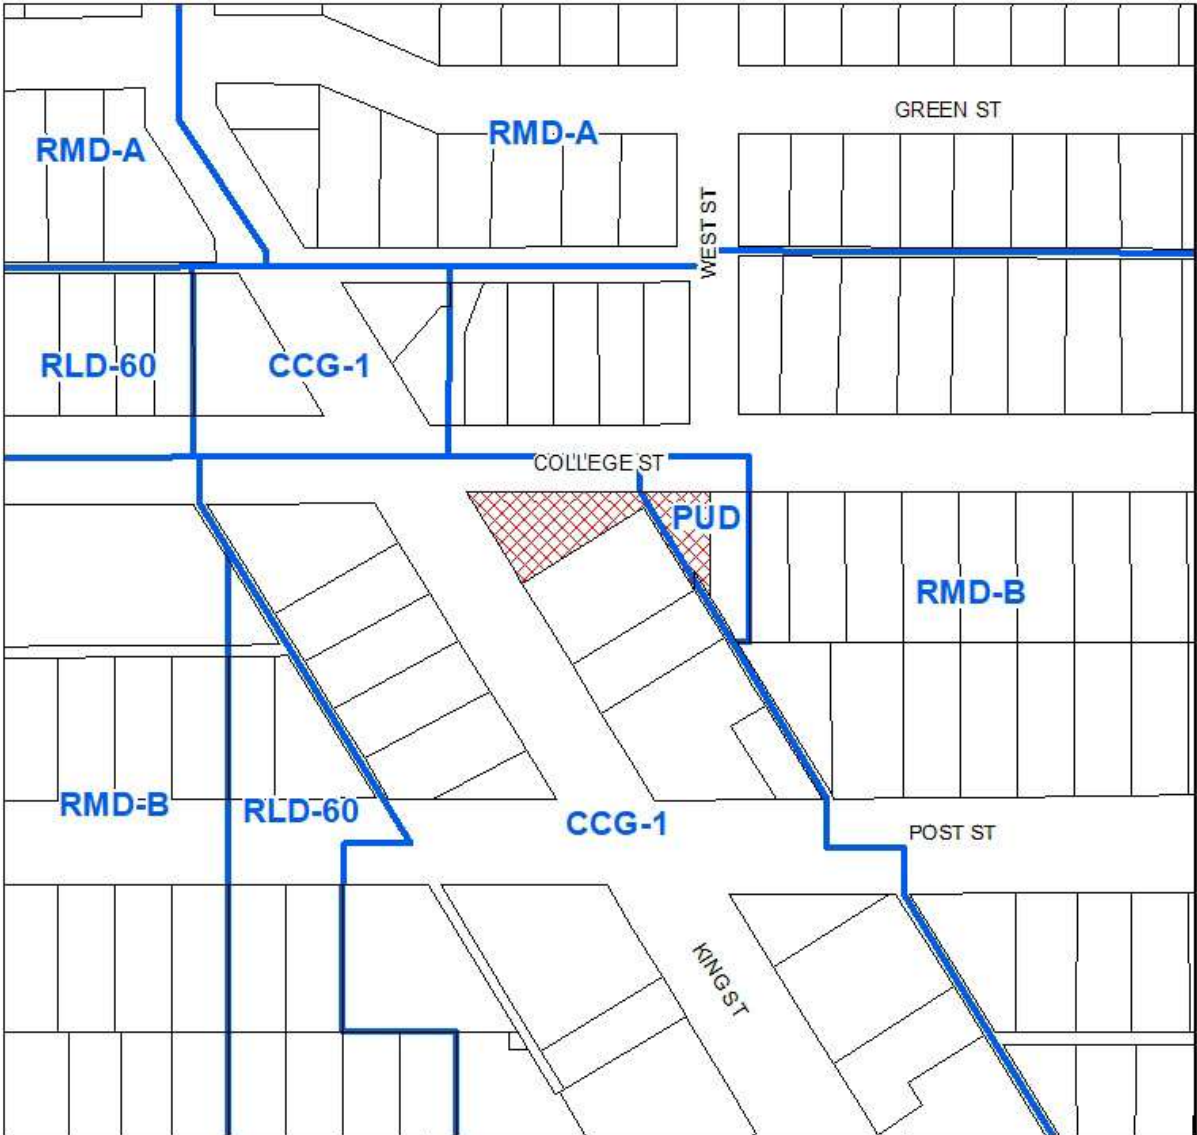 GREEN ST
RMD-A
RMD-A
WEST ST
RLD-60
CCG-1
COLLEGE ST
PUD
RMD-B
RMD-B
RLD-60
CCG-1
POST ST
KING ST